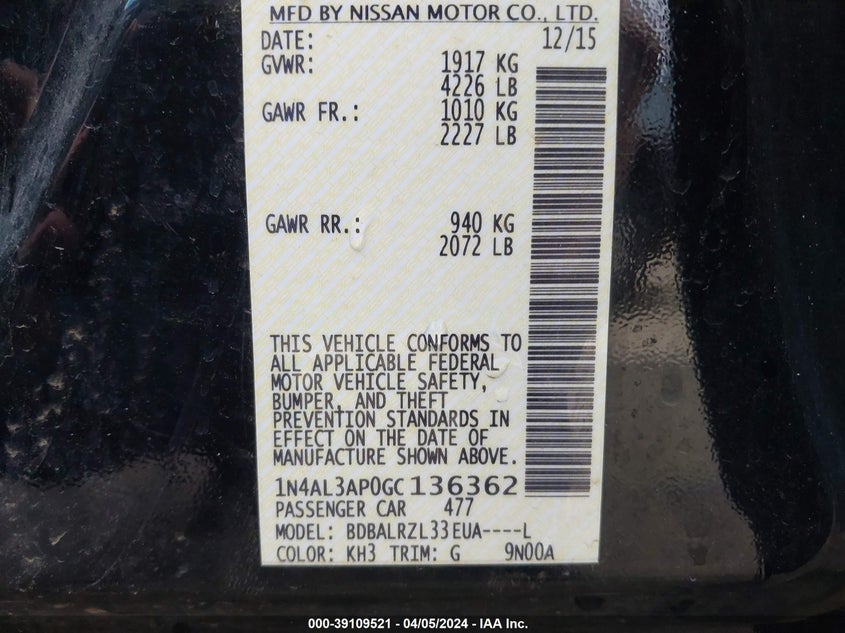 MFD BY NISSAN MOTOR CO., LTD.
DATE: 12/15
GVWR: 1917 KG
4226 LB
GAWR FR.: 1010 KG
2227 LB
GAWR RR.: 940 KG
2072 LB
THIS VEHICLE CONFORMS TO
ALL APPLICABLE FEDERAL
MOTOR VEHICLE SAFETY,
BUMPER, AND THEFT
PREVENTION STANDARDS IN
EFFECT ON THE DATE OF
MANUFACTURE SHOWN ABOVE.
1N4AL3AP0GC136362
PASSENGER CAR 477
MODEL: BDBALRZL33EUA----L
COLOR: KH3 TRIM: G 9N00A
000-39109521 - 04/05/2024 - IAA Inc.